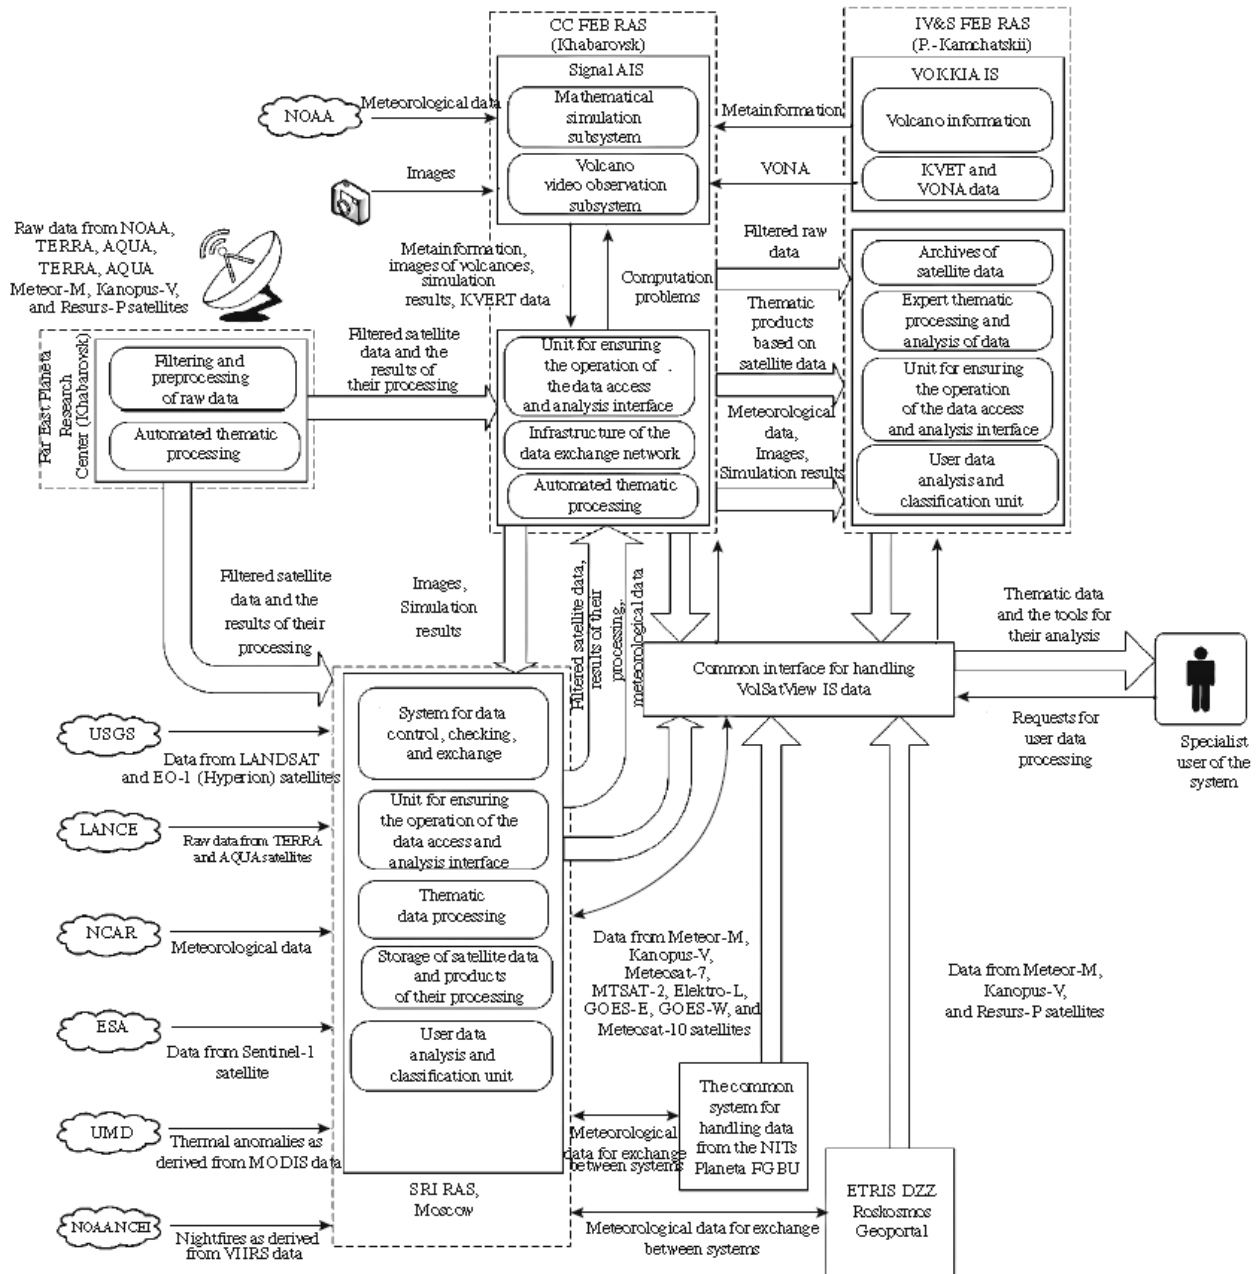 CC FEB RAS
(Khabarovsk)
IV&S FEB RAS
(P.-Kamchatskii)
Signal AIS
Mathematical
simulation
subsystem
Volcano
video observation
subsystem
VOKKIA IS
Volcano information
KVET and
VONA data
NOAA
Meteorological data
Images
Metainformation
VONA
Raw data from NOAA,
TERRA, AQUA,
TERRA, AQUA
Meteor-M, Kanopus-V,
and Resurs-P satellites
Metainformation,
images of volcanoes,
simulation
results, KVERT data
Computation
problems
Filtered raw
data
Thematic
products
based on
satellite data
Meteorological
data,
Images,
Simulation results
Archives of
satellite data
Expert thematic
processing and
analysis of data
Unit for ensuring
the operation
of the data access
and analysis interface
User data
analysis and
classification unit
Far East Planeta
Research
Center (Khabarovsk)
Filtering and
preprocessing
of raw data
Automated thematic
processing
Filtered satellite
data and the
results of
their processing
Unit for ensuring
the operation of .
the data access
and analysis interface
Infrastructure of the
data exchange network
Automated thematic
processing
Filtered satellite
data and the
results of their
processing
Images,
Simulation
results
Filtered satellite data,
results of their
processing,
meteorological data
Thematic data
and the tools for
their analysis
Common interface for handling
VolSatView IS data
Requests for
user data
processing
Specialist
user of the
system
System for data
control, checking,
and exchange
Unit for ensuring
the operation of the
data access and
analysis interface
Thematic
data processing
Storage of satellite data
and products
of their processing
User data
analysis and
classification unit
SRI RAS,
Moscow
USGS
Data from LANDSAT
and EO-1 (Hyperion) satellites
LANCE
Raw data from TERRA
and AQUA satellites
NCAR
Meteorological data
ESA
Data from Sentinel-1
satellite
UMD
Thermal anomalies as
derived from MODIS data
NOAA NCEI
Nightfires as derived
from VIIRS data
Data from Meteor-M,
Kanopus-V,
Meteosat-7,
MTSAT-2, Elektro-L,
GOES-E, GOES-W, and
Meteosat-10 satellites
Data from Meteor-M,
Kanopus-V,
and Resurs-P satellites
The common
system for
handling data
from the NITs
Planeta FGBU
Meteorological
data for exchange
between systems
ETRIS DZZ
Roskosmos
Geoportal
Meteorological data for exchange
between systems